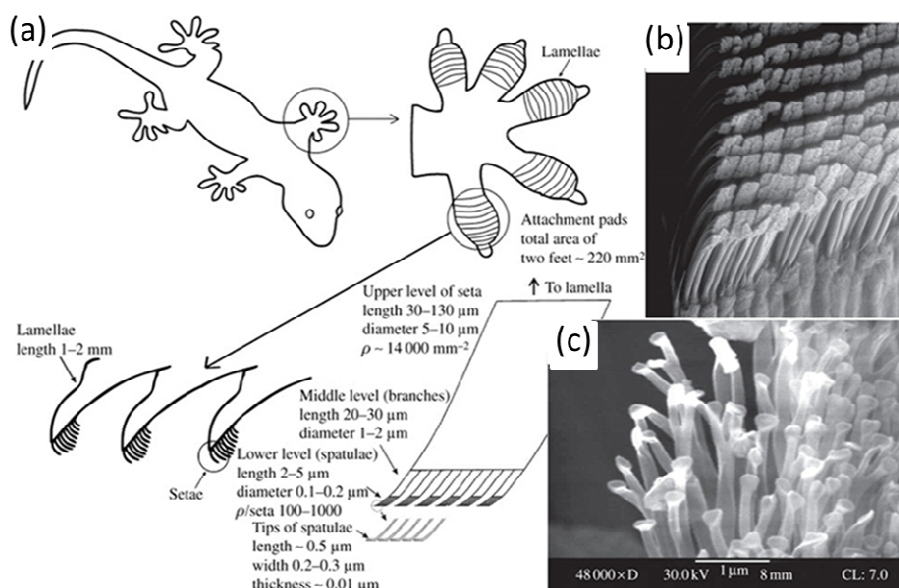 (a)
Lamellae
Attachment pads
total area of
two feet ~ 220 mm²
↑ To lamella
Upper level of seta
length 30–130 µm
diameter 5–10 µm
ρ ~ 14 000 mm⁻²
Lamellae
length 1–2 mm
Middle level (branches)
length 20–30 µm
diameter 1–2 µm
Lower level (spatulae)
length 2–5 µm
diameter 0.1–0.2 µm
ρ/seta 100–1000
Setae
Tips of spatulae
length ~ 0.5 µm
width 0.2–0.3 µm
thickness ~ 0.01 µm
(b)
(c)
48 000×D 30.0 kV 1 µm 8 mm CL: 7.0